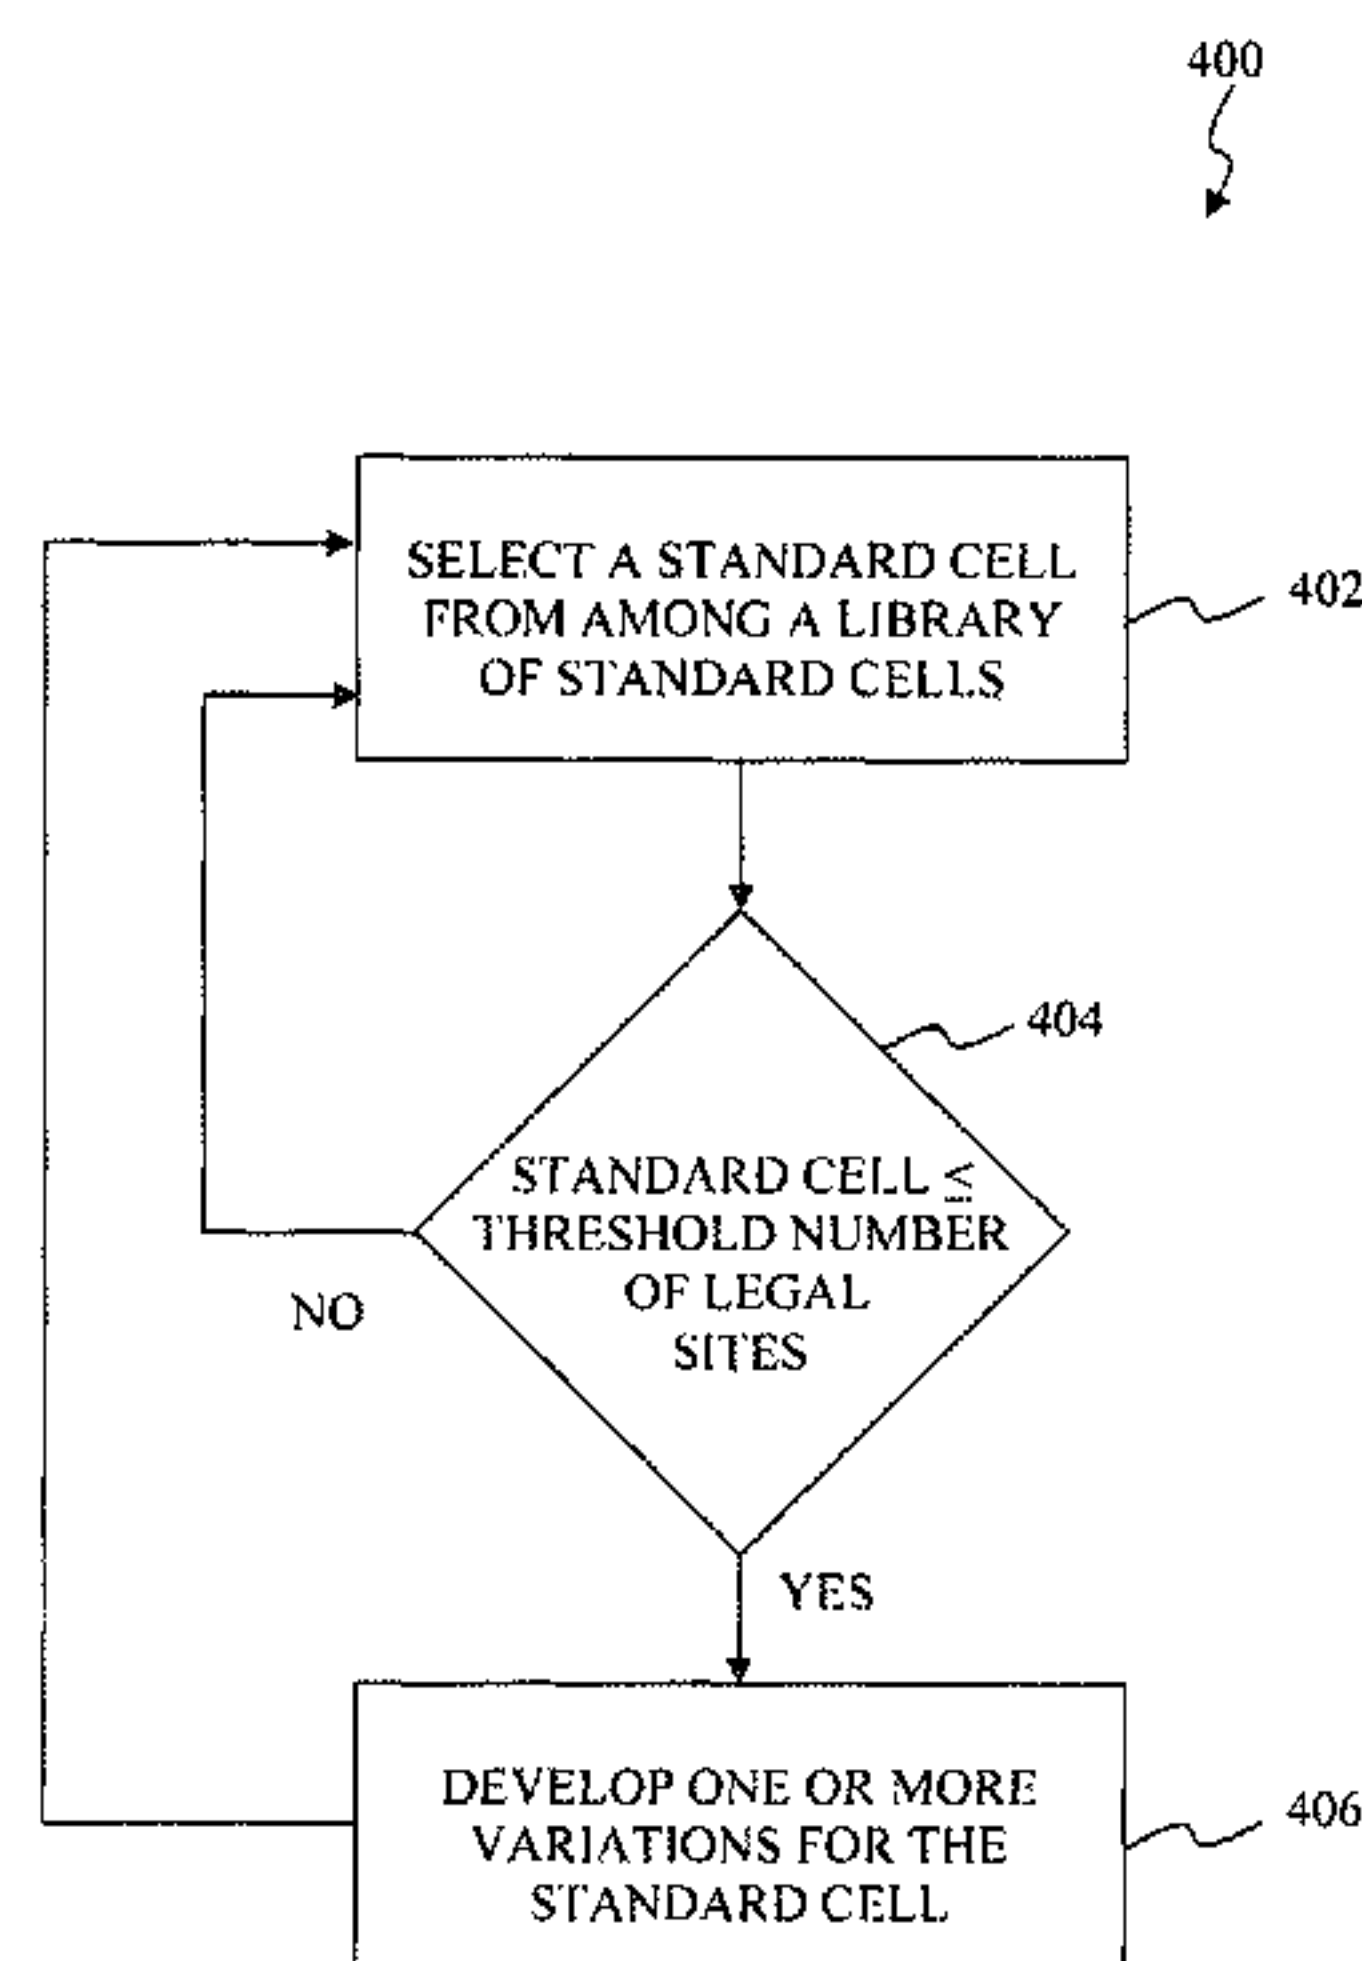 400
SELECT A STANDARD CELL
FROM AMONG A LIBRARY
OF STANDARD CELLS
402
404
STANDARD CELL ≤
THRESHOLD NUMBER
OF LEGAL
SITES
NO
YES
DEVELOP ONE OR MORE
VARIATIONS FOR THE
STANDARD CELL
406